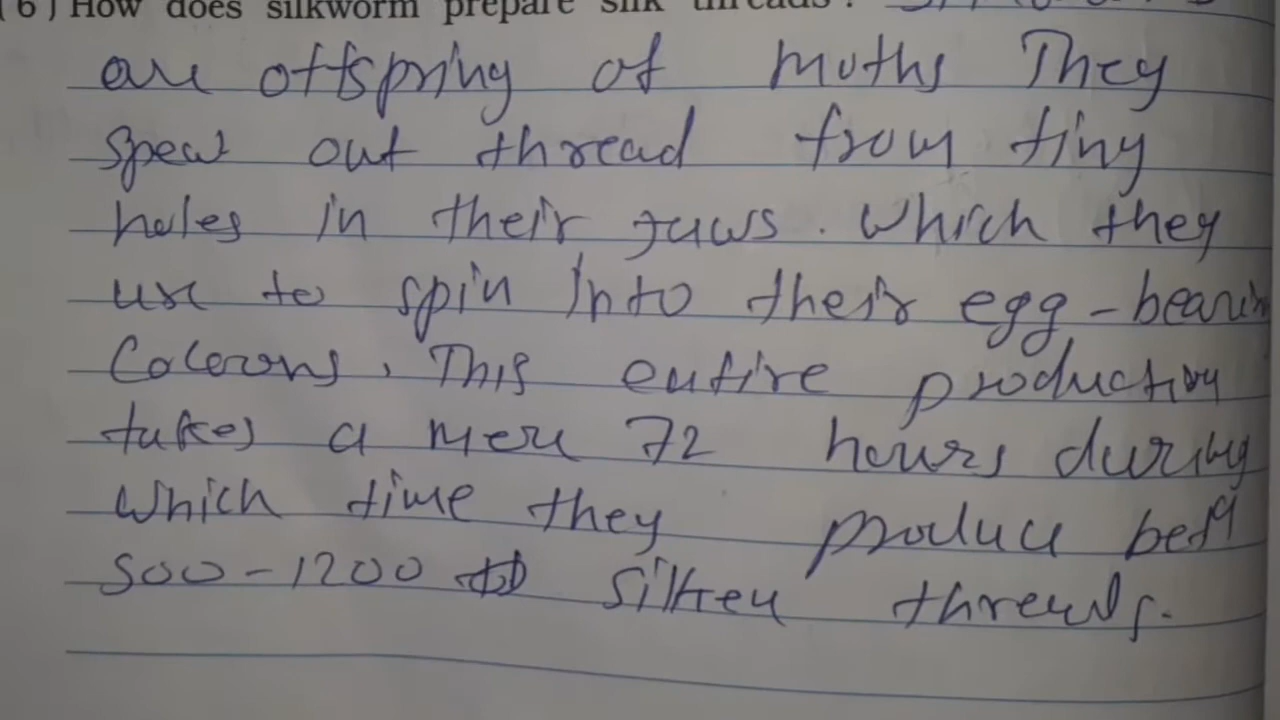 (6) How does silkworm prepare silk threads?
are offspring of moths They
spew out thread from tiny
holes in their jaws. which they
use to spin into their egg-bearin
Cocoons. This entire production
takes a mere 72 hours during
which time they produce
500-1200 silken threads.